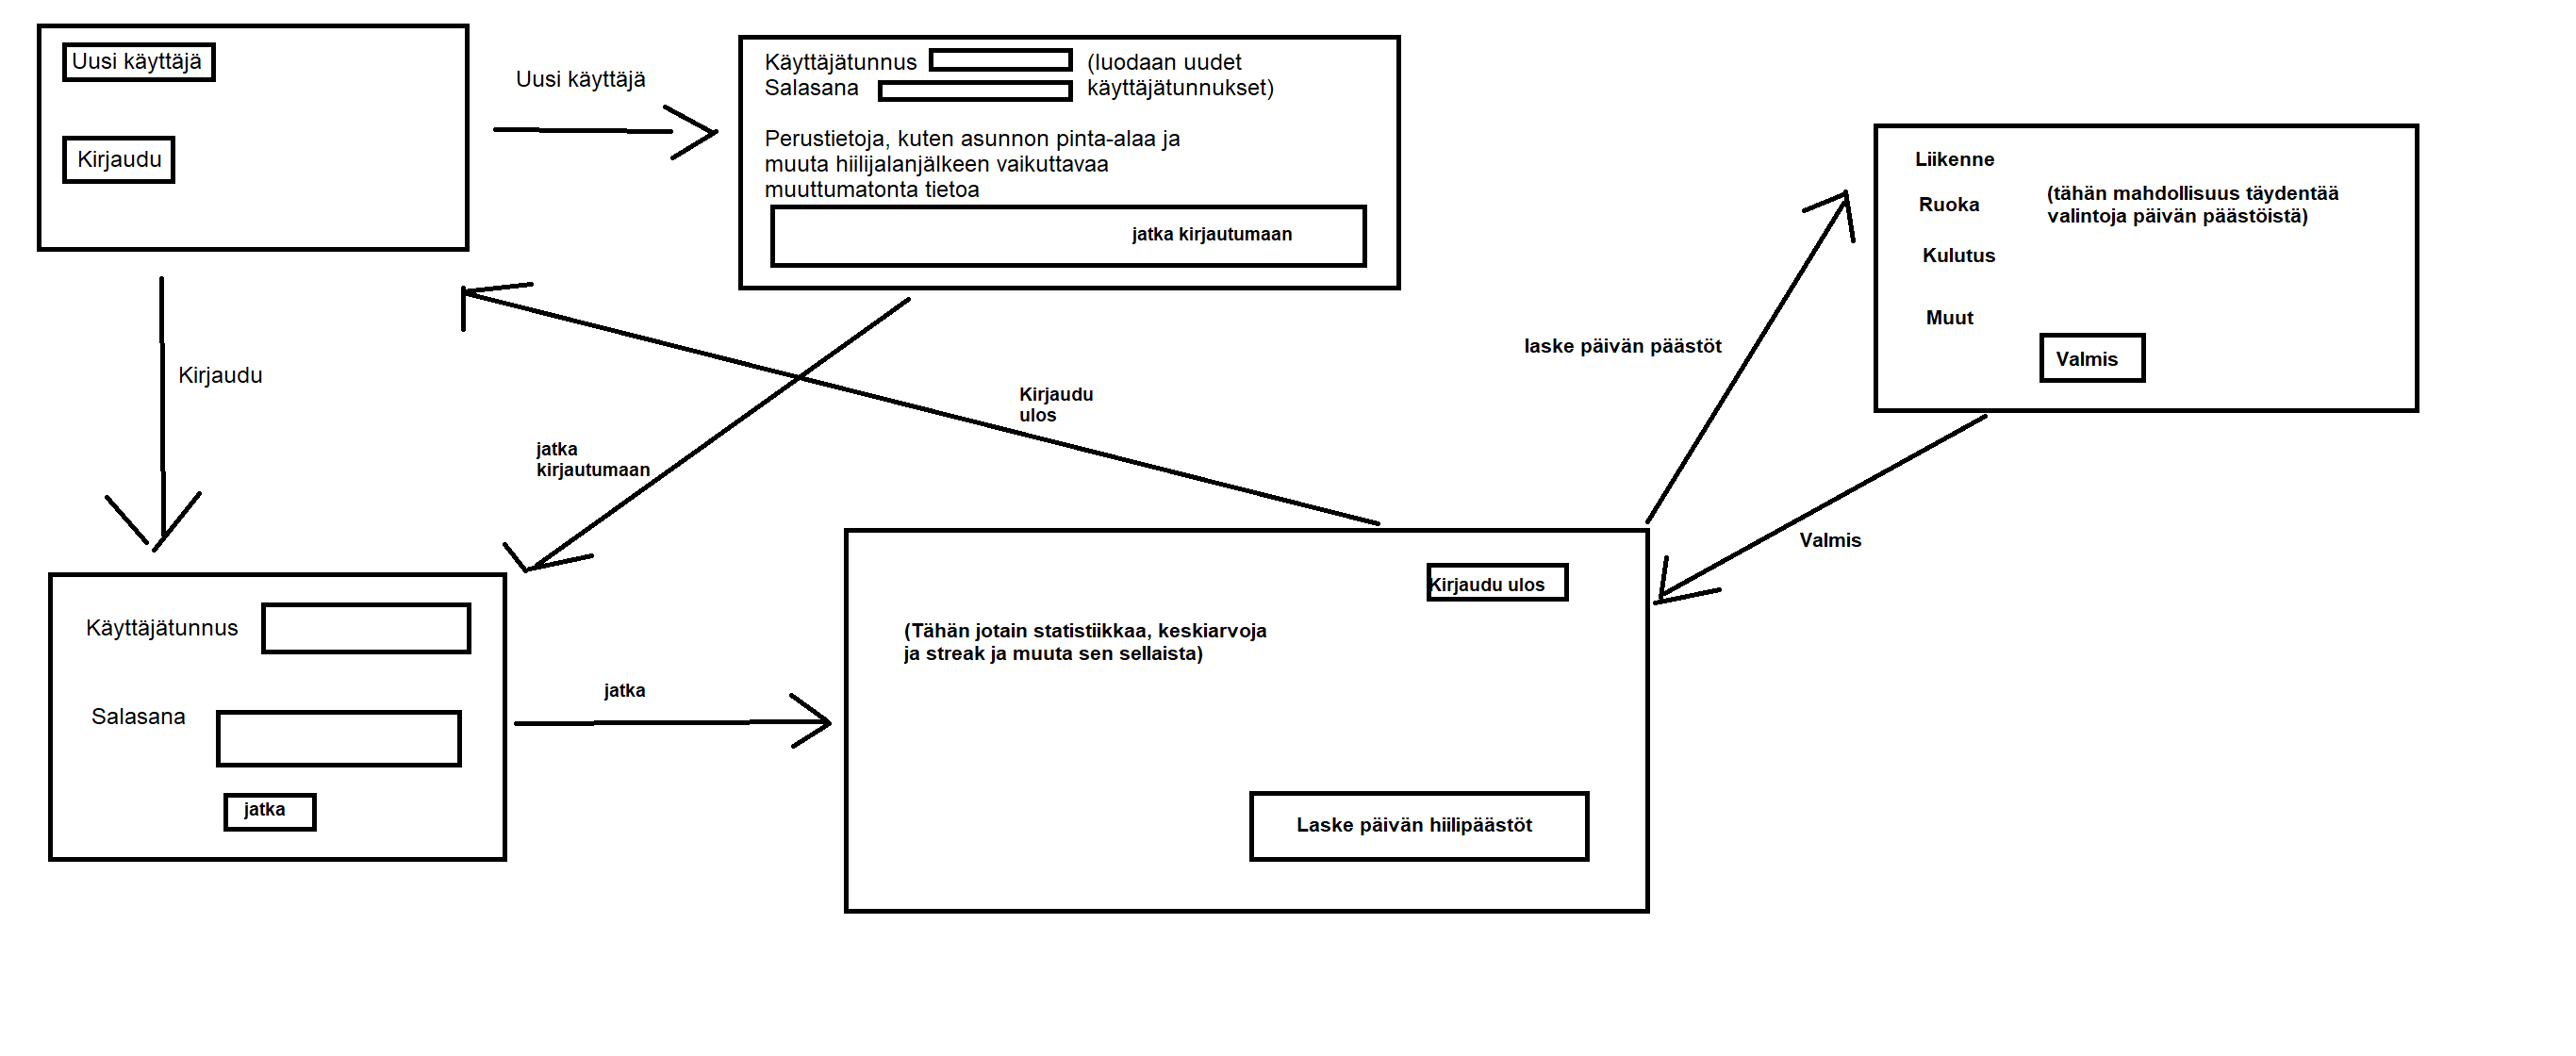 Uusi käyttäjä
Kirjaudu
Uusi käyttäjä
Käyttäjätunnus
Salasana
(luodaan uudet
käyttäjätunnukset)
Perustietoja, kuten asunnon pinta-alaa ja
muuta hiilijalanjälkeen vaikuttavaa
muuttumatonta tietoa
jatka kirjautumaan
Liikenne
Ruoka
Kulutus
Muut
(tähän mahdollisuus täydentää
valintoja päivän päästöistä)
Valmis
Kirjaudu
jatka
kirjautumaan
Kirjaudu
ulos
laske päivän päästöt
Valmis
Käyttäjätunnus
Salasana
jatka
jatka
Kirjaudu ulos
(Tähän jotain statistiikkaa, keskiarvoja
ja streak ja muuta sen sellaista)
Laske päivän hiilipäästöt